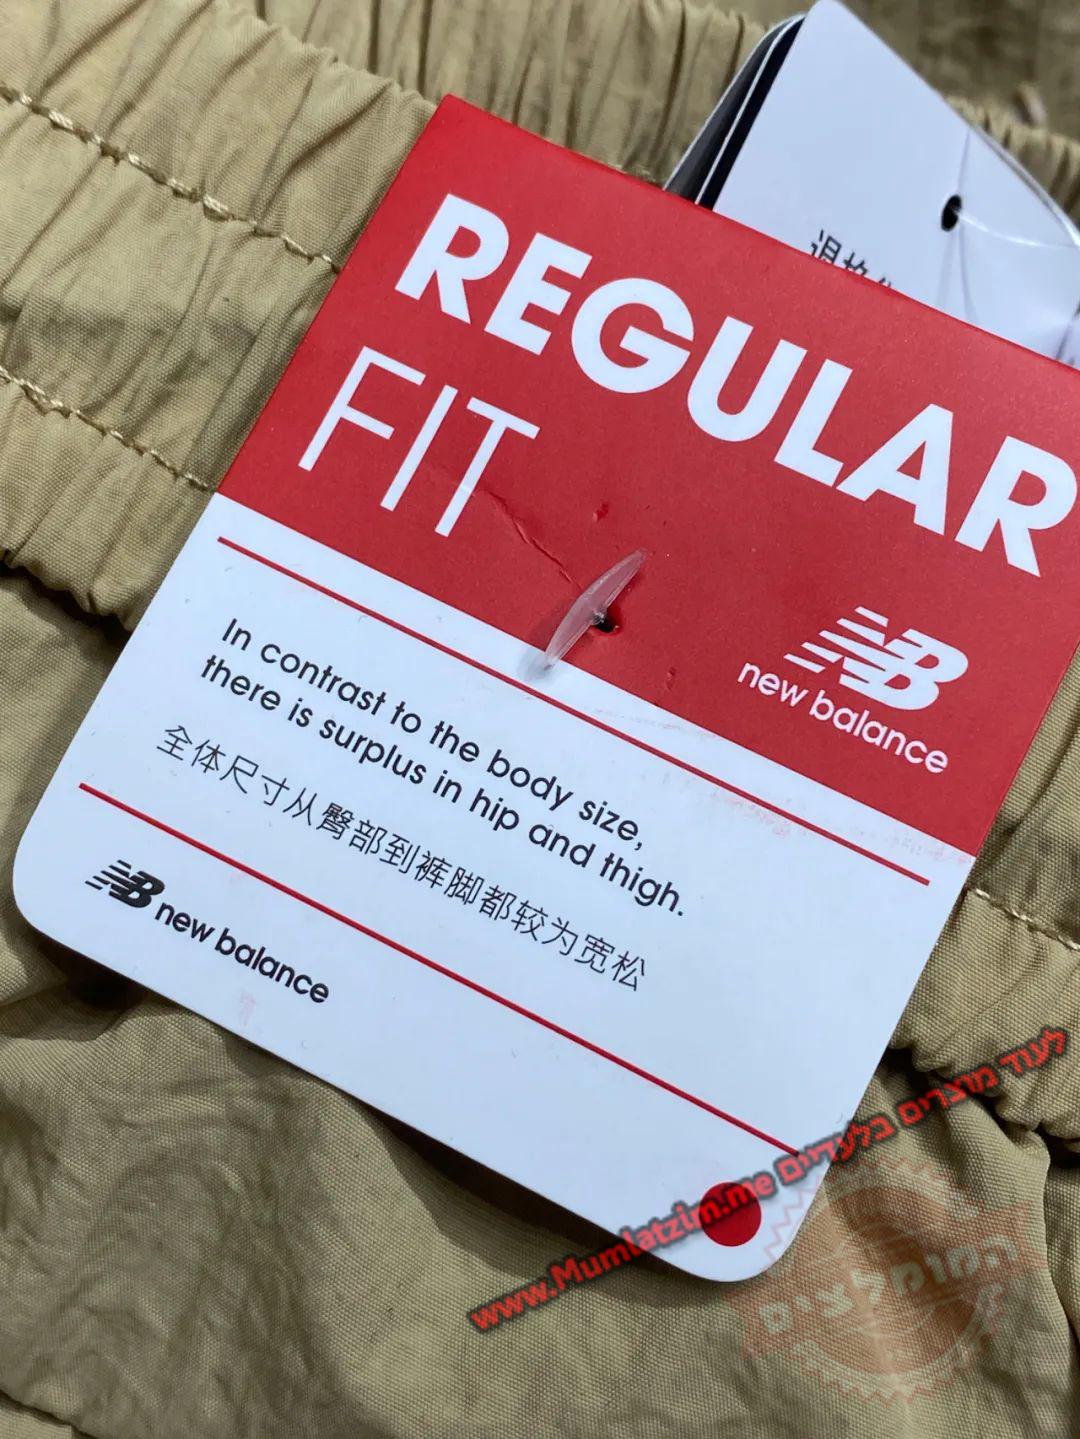 REGULAR
FIT
NB
new balance
In contrast to the body size,
there is surplus in hip and thigh.
全体尺寸从臀部到裤脚都较为宽松
NB new balance
לעוד מוצרים בלעדיים www.Mumlatzim.me
המומלצים